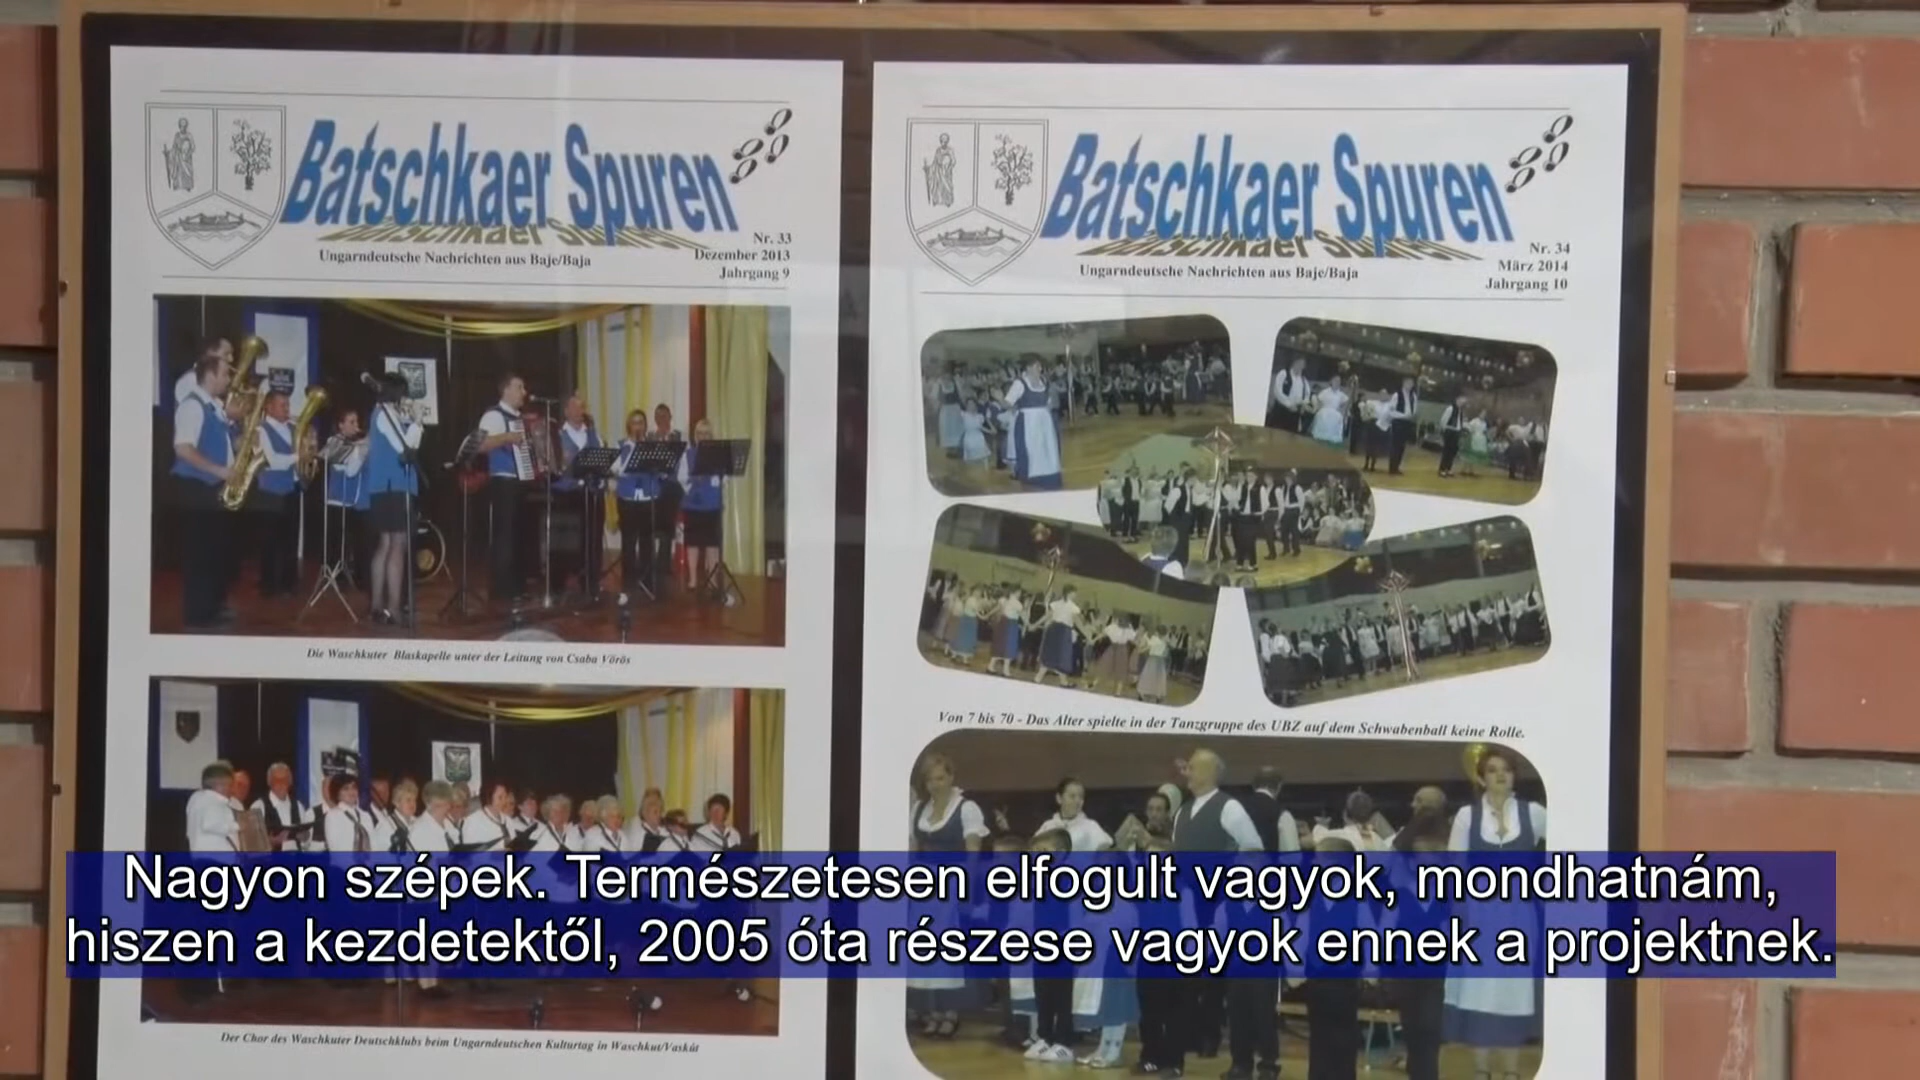 Batschkaer Spuren
Nr. 33
Dezember 2013
Ungarndeutsche Nachrichten aus Baje/Baja
Jahrgang 9
Die Waschkuter Blaskapelle unter der Leitung von Csaba Vörös
Der Chor des Waschkuter Deutschklubs beim Ungarndeutschen Kulturtag in Waschkut/Vaskút
Batschkaer Spuren
Nr. 34
März 2014
Ungarndeutsche Nachrichten aus Baje/Baja
Jahrgang 10
Von 7 bis 70 - Das Alter spielte in der Tanzgruppe des UBZ auf dem Schwabenball keine Rolle.
Nagyon szépek. Természetesen elfogult vagyok, mondhatnám,
hiszen a kezdetektől, 2005 óta részese vagyok ennek a projektnek.